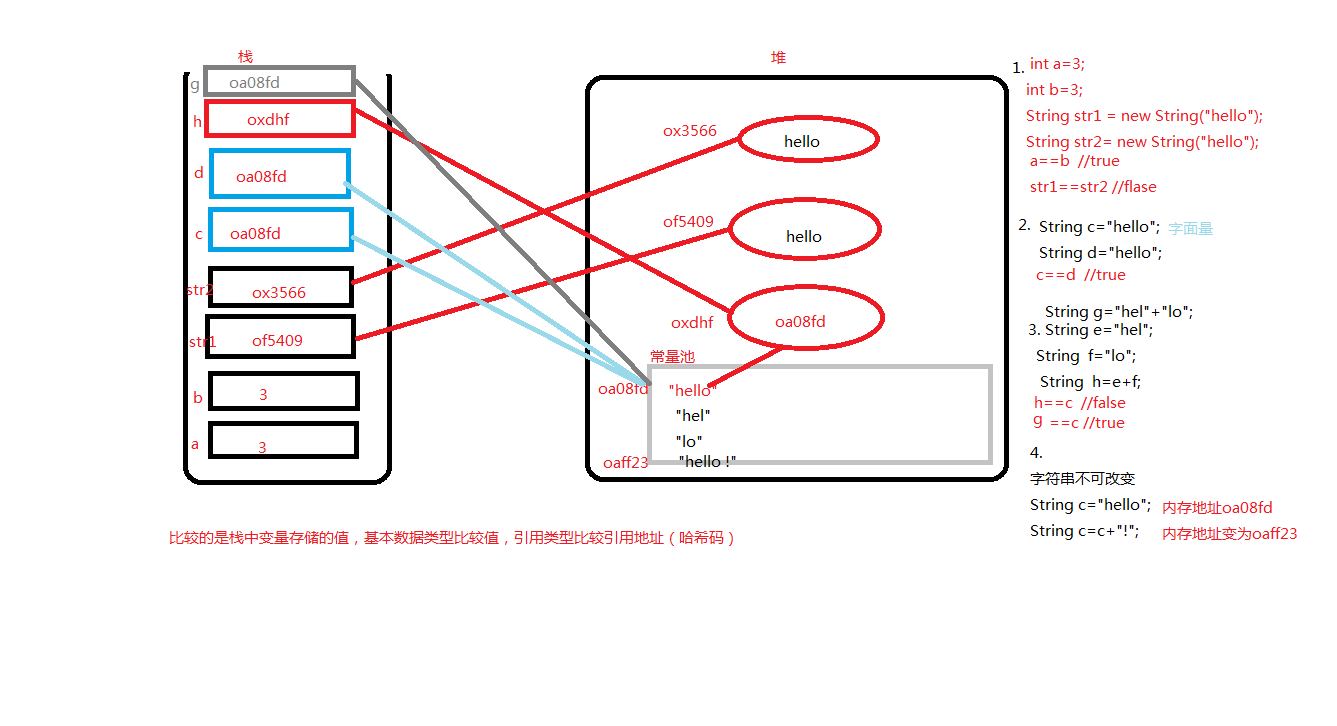 栈
g oa08fd
h oxdhf
d oa08fd
c oa08fd
str2 ox3566
str1 of5409
b 3
a 3
堆
ox3566 hello
of5409 hello
oxdhf oa08fd
常量池
oa08fd "hello"
"hel"
"lo"
oaff23 "hello !"
1. int a=3;
int b=3;
String str1 = new String("hello");
String str2= new String("hello");
a==b //true
str1==str2 //flase
2. String c="hello"; 字面量
String d="hello";
c==d //true
String g="hel"+"lo";
3. String e="hel";
String f="lo";
String h=e+f;
h==c //false
g ==c //true
4.
字符串不可改变
String c="hello"; 内存地址oa08fd
String c=c+"!"; 内存地址变为oaff23
比较的是栈中变量存储的值，基本数据类型比较值，引用类型比较引用地址（哈希码）